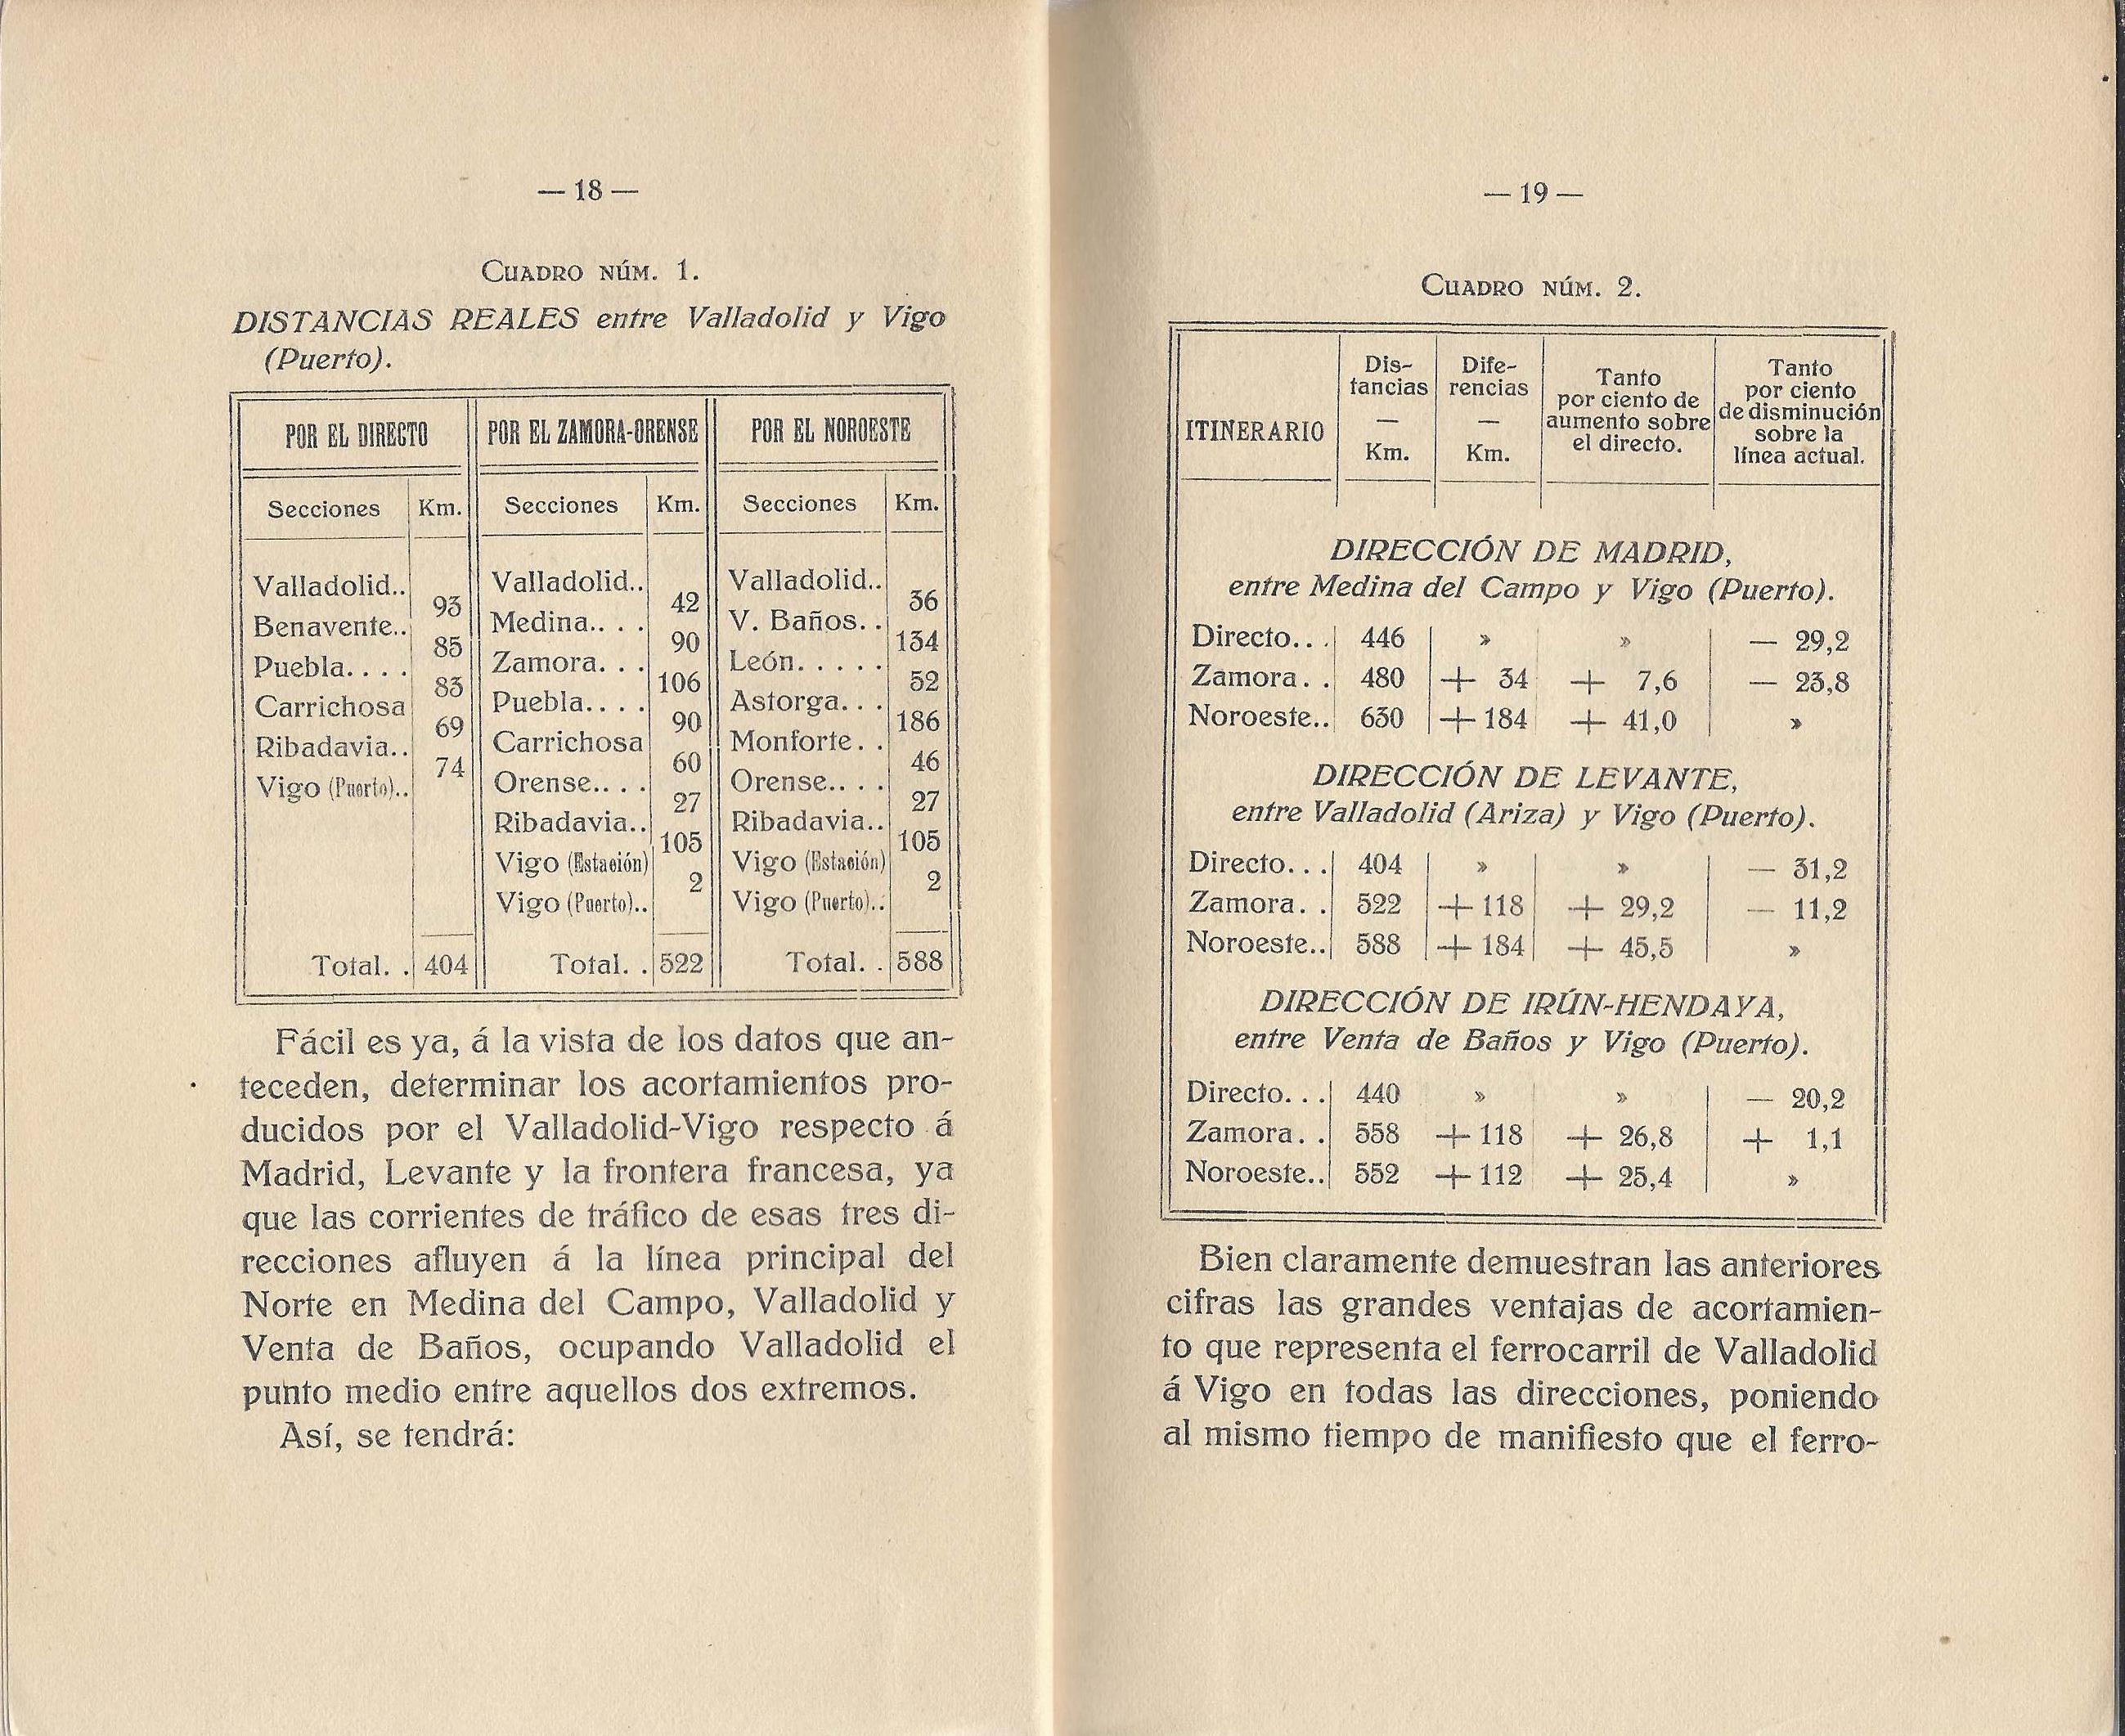 — 18 —
CUADRO NÚM. 1.
DISTANCIAS REALES entre Valladolid y Vigo
(Puerto).
POR EL DIRECTO POR EL ZAMORA-ORENSE POR EL NOROESTE
Secciones Km. Secciones Km. Secciones Km.
Valladolid.. Valladolid.. Valladolid..
93 42 36
Benavente.. Medina.. . . V. Baños. .
85 90 134
Puebla. . . . Zamora. . . León. . . . .
83 106 52
Carrichosa Puebla. . . . Astorga. . .
69 90 186
Ribadavia.. Carrichosa Monforte. .
74 60 46
Vigo (Puerto).. Orense.. . . Orense.. . .
27 27
Ribadavia.. Ribadavia..
105 105
Vigo (Estación) Vigo (Estación)
2 2
Vigo (Puerto).. Vigo (Puerto)..
Total. . 404 Total. . 522 Total. . 588
Fácil es ya, á la vista de los datos que an-
teceden, determinar los acortamientos pro-
ducidos por el Valladolid-Vigo respecto á
Madrid, Levante y la frontera francesa, ya
que las corrientes de tráfico de esas tres di-
recciones afluyen á la línea principal del
Norte en Medina del Campo, Valladolid y
Venta de Baños, ocupando Valladolid el
punto medio entre aquellos dos extremos.
Así, se tendrá:
— 19 —
CUADRO NÚM. 2.
ITINERARIO
Dis-
tancias
—
Km.
Dife-
rencias
—
Km.
Tanto
por ciento de
aumento sobre
el directo.
Tanto
por ciento
de disminución
sobre la
línea actual.
DIRECCIÓN DE MADRID,
entre Medina del Campo y Vigo (Puerto).
Directo. . . 446 » » — 29,2
Zamora. . 480 + 34 + 7,6 — 23,8
Noroeste.. 630 + 184 + 41,0 »
DIRECCIÓN DE LEVANTE,
entre Valladolid (Ariza) y Vigo (Puerto).
Directo. . . 404 » » — 31,2
Zamora. . 522 + 118 + 29,2 — 11,2
Noroeste.. 588 + 184 + 45,5 »
DIRECCIÓN DE IRÚN-HENDAYA,
entre Venta de Baños y Vigo (Puerto).
Directo. . . 440 » » — 20,2
Zamora. . 558 + 118 + 26,8 + 1,1
Noroeste.. 552 + 112 + 25,4 »
Bien claramente demuestran las anteriores
cifras las grandes ventajas de acortamien-
to que representa el ferrocarril de Valladolid
á Vigo en todas las direcciones, poniendo
al mismo tiempo de manifiesto que el ferro-